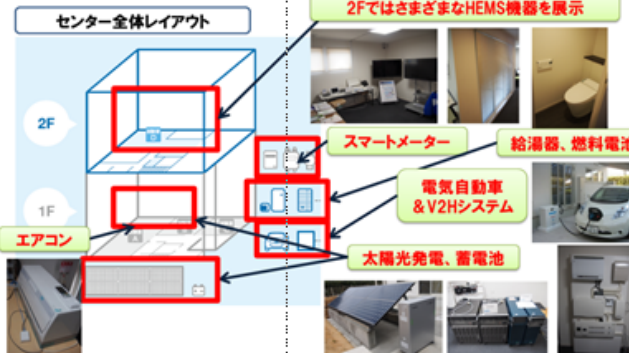 センター全体レイアウト
2FではさまざまなHEMS機器を展示
2F
スマートメーター
給湯器、燃料電池
電気自動車
&V2Hシステム
1F
エアコン
太陽光発電、蓄電池